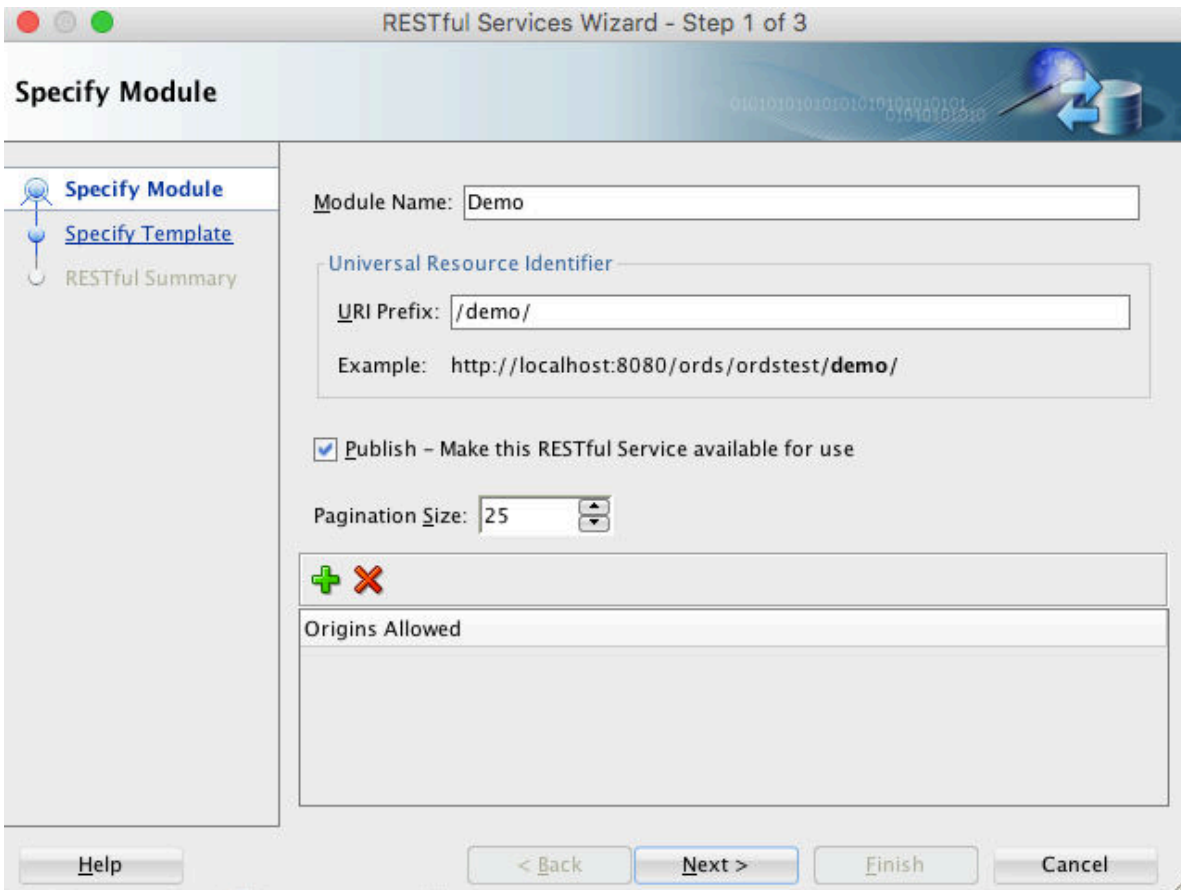 RESTful Services Wizard - Step 1 of 3
Specify Module
Specify Module
Specify Template
RESTful Summary
Module Name: Demo
Universal Resource Identifier
URI Prefix: /demo/
Example: http://localhost:8080/ords/ordstest/demo/
Publish – Make this RESTful Service available for use
Pagination Size: 25
Origins Allowed
Help
< Back
Next >
Finish
Cancel